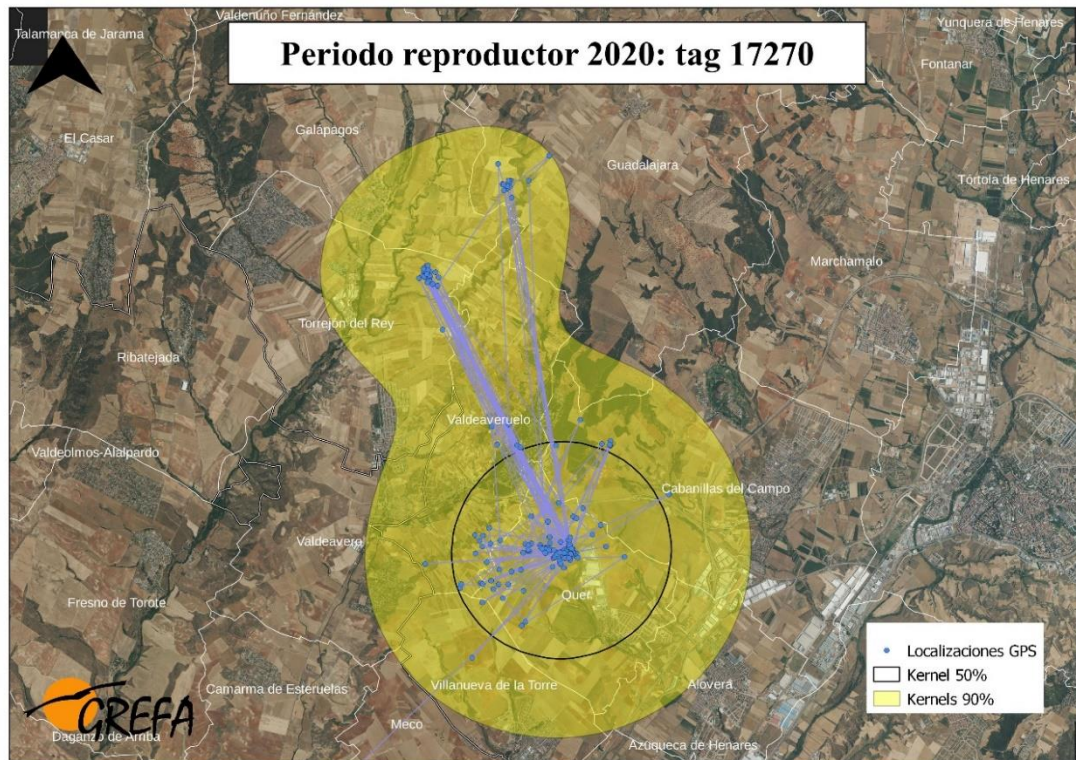 Valdenuño Fernández
Yunquera de Henares
Talamanca de Jarama
Periodo reproductor 2020: tag 17270
Fontanar
El Casar
Galápagos
Guadalajara
Tórtola de Henares
Marchamalo
Torrejón del Rey
Ribatejada
Valdeaveruelo
Valdeolmos-Alalpardo
Cabanillas del Campo
Valdeavero
Quer
Fresno de Torote
Localizaciones GPS
Kernel 50%
Kernels 90%
Camarma de Esteruelas
Villanueva de la Torre
Alovera
GREFA
Meco
Daganzo de Arriba
Azuqueca de Henares